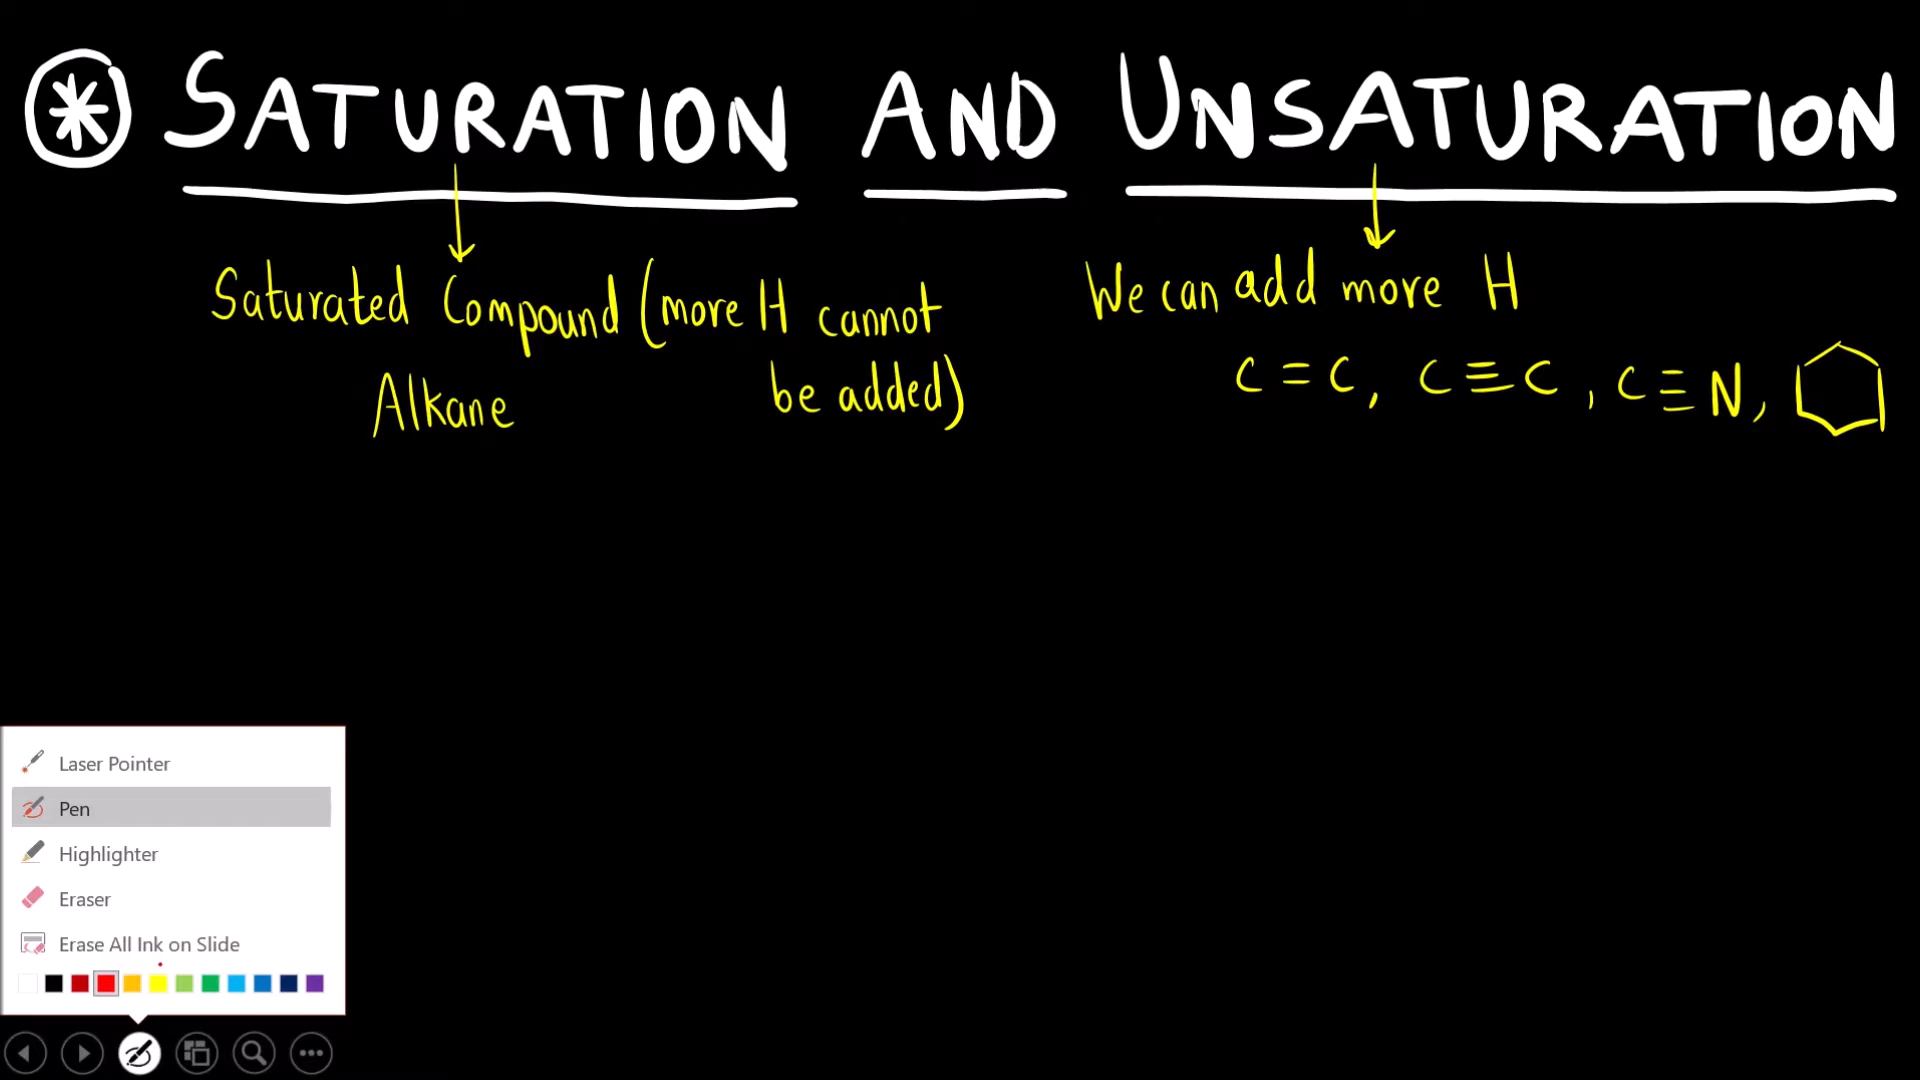 SATURATION AND UNSATURATION
Saturated Compound (more H cannot
be added)
Alkane
We can add more H
C = C, C ≡ C, C ≡ N,
Laser Pointer
Pen
Highlighter
Eraser
Erase All Ink on Slide